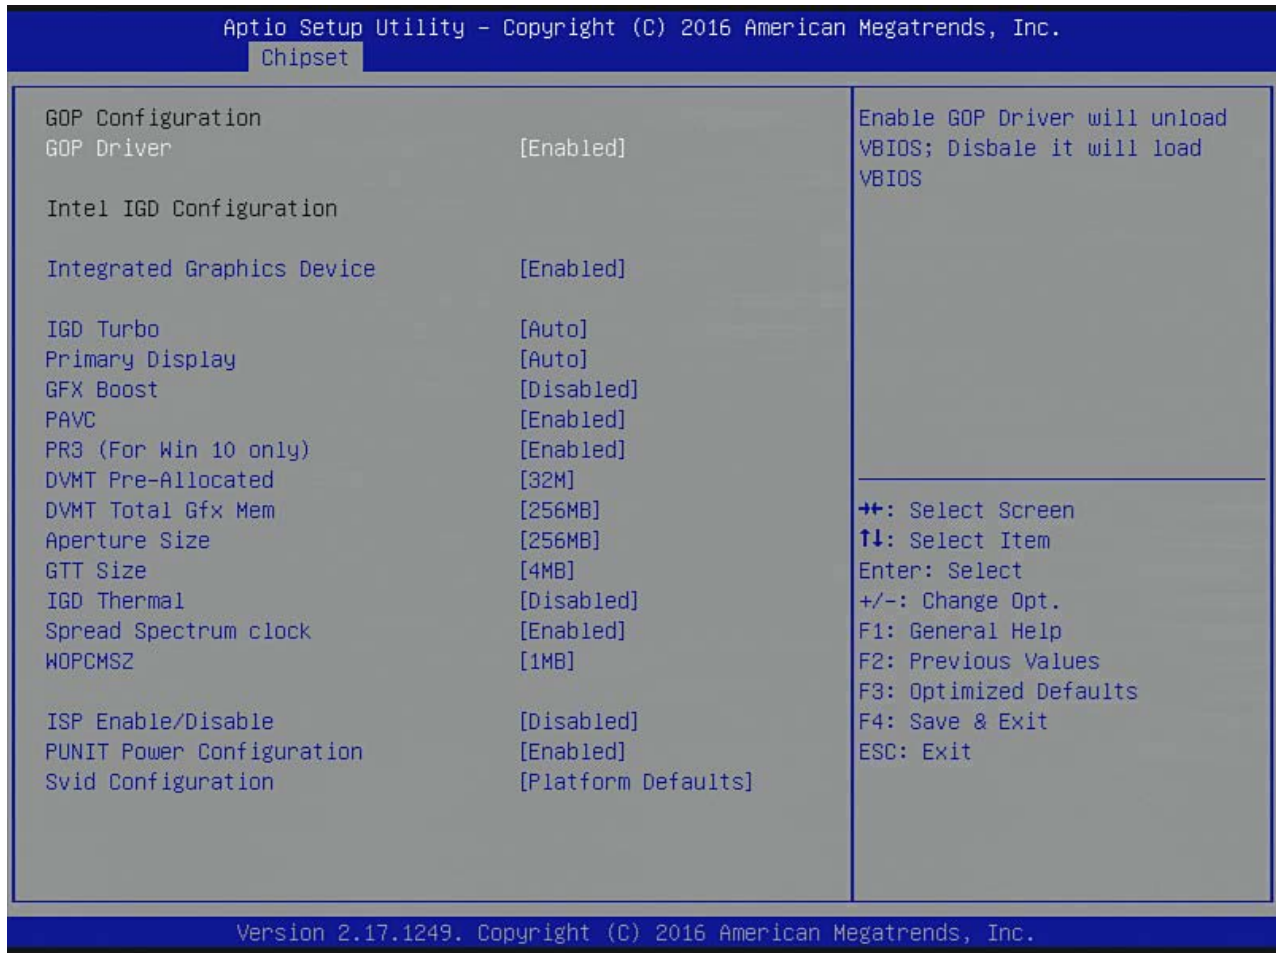 Aptio Setup Utility – Copyright (C) 2016 American Megatrends, Inc.
Chipset
GOP Configuration
GOP Driver [Enabled]
Intel IGD Configuration
Integrated Graphics Device [Enabled]
IGD Turbo [Auto]
Primary Display [Auto]
GFX Boost [Disabled]
PAVC [Enabled]
PR3 (For Win 10 only) [Enabled]
DVMT Pre-Allocated [32M]
DVMT Total Gfx Mem [256MB]
Aperture Size [256MB]
GTT Size [4MB]
IGD Thermal [Disabled]
Spread Spectrum clock [Enabled]
WOPCMSZ [1MB]
ISP Enable/Disable [Disabled]
PUNIT Power Configuration [Enabled]
Svid Configuration [Platform Defaults]
Enable GOP Driver will unload
VBIOS; Disbale it will load
VBIOS
→←: Select Screen
↑↓: Select Item
Enter: Select
+/-: Change Opt.
F1: General Help
F2: Previous Values
F3: Optimized Defaults
F4: Save & Exit
ESC: Exit
Version 2.17.1249. Copyright (C) 2016 American Megatrends, Inc.